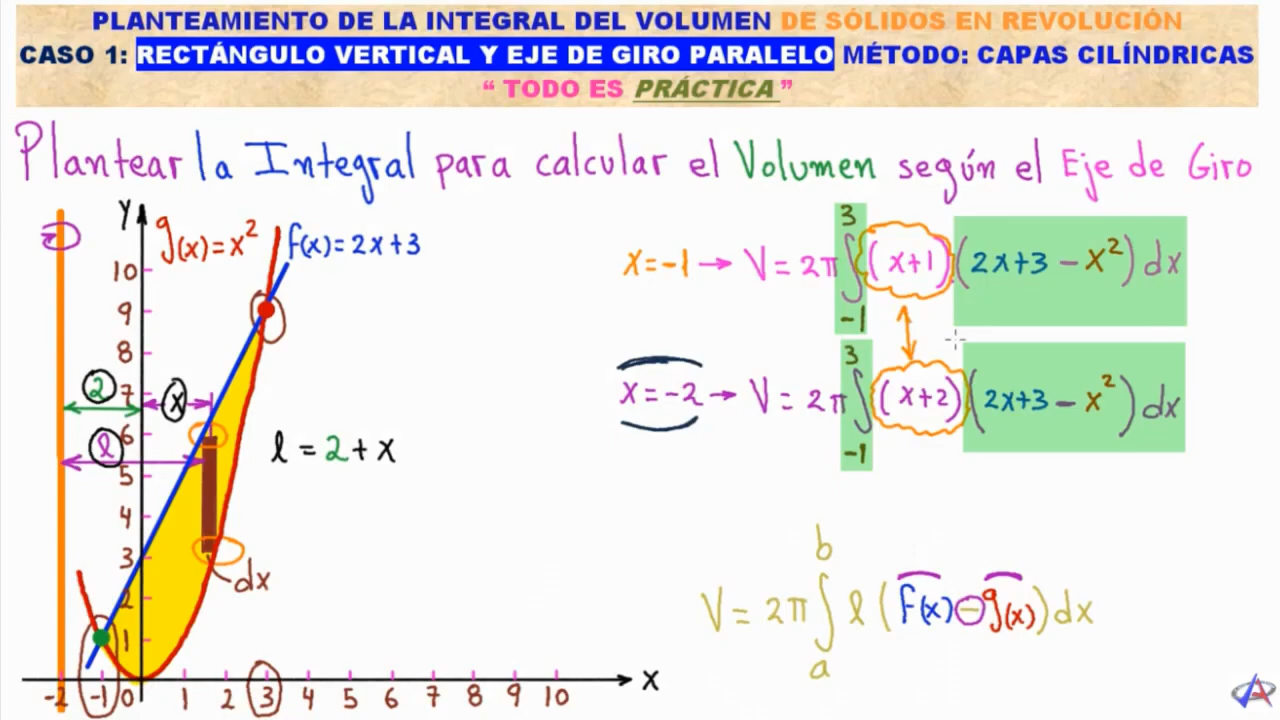 PLANTEAMIENTO DE LA INTEGRAL DEL VOLUMEN DE SÓLIDOS EN REVOLUCIÓN
CASO 1: RECTÁNGULO VERTICAL Y EJE DE GIRO PARALELO MÉTODO: CAPAS CILÍNDRICAS
“ TODO ES PRÁCTICA ”
Plantear la Integral para calcular el Volumen según el Eje de Giro
Y
g(x)=x² f(x)=2x+3
10
9
8
7
6
5
4
3
2
1
2 x
l
l = 2 + x
dx
-2 -1 0 1 2 3 4 5 6 7 8 9 10 X
x=-1 → V = 2π ∫₋₁³ (x+1)(2x+3 - x²) dx
x=-2 → V = 2π ∫₋₁³ (x+2)(2x+3 - x²) dx
V = 2π ∫ₐᵇ l (f(x) - g(x)) dx